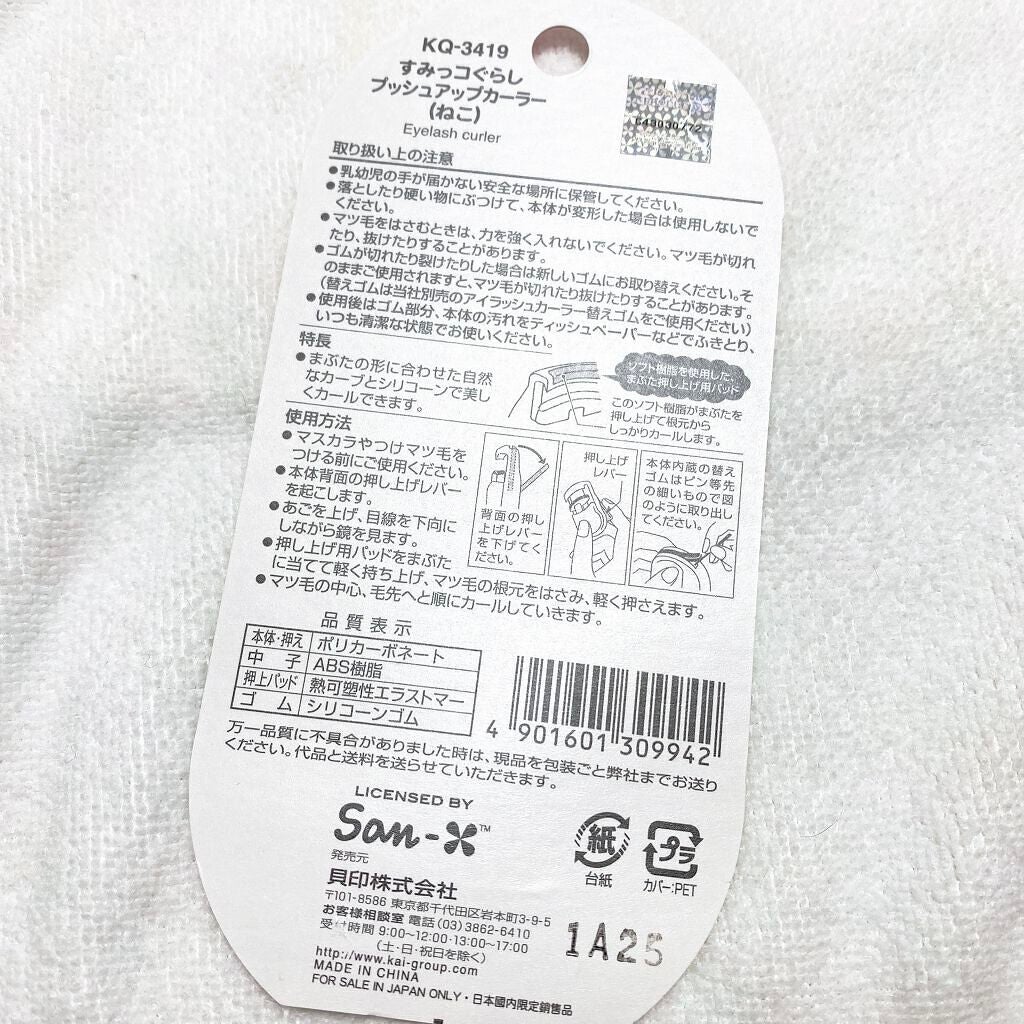 KQ-3419
すみっコぐらし
プッシュアップカーラー
(ねこ)
Eyelash curler
取り扱い上の注意
●乳幼児の手が届かない安全な場所に保管してください。
●落としたり硬い物にぶつけて、本体が変形した場合は使用しないで
ください。
●マツ毛をはさむときは、力を強く入れないでください。マツ毛が切れ
たり、抜けたりすることがあります。
●ゴムが切れたり裂けたりした場合は新しいゴムにお取り替えください。そ
のままご使用されますと、マツ毛が切れたり抜けたりすることがあります。
(替えゴムは当社別売のアイラッシュカーラー替えゴムをご使用ください)
●使用後はゴム部分、本体の汚れをティッシュペーパーなどでふきとり、
いつも清潔な状態でお使いください。
特長
●まぶたの形に合わせた自然
なカーブとシリコーンで美し
くカールできます。
ソフト樹脂を使用した、
まぶた押し上げ用パッド
このソフト樹脂がまぶたを
押し上げて根元から
しっかりカールします。
使用方法
●マスカラやつけマツ毛を
つける前にご使用ください。
●本体背面の押し上げレバー
を起こします。
●あごを上げ、目線を下向に
しながら鏡を見ます。
●押し上げ用パッドをまぶた
に当てて軽く持ち上げ、マツ毛の根元をはさみ、軽く押さえます。
●マツ毛の中心、毛先へと順にカールしていきます。
背面の押し
上げレバー
を下げてく
ださい。
押し上げ
レバー
本体内蔵の替え
ゴムはピン等先
の細いもので図
のように取り出し
てください。
品質表示
本体・押え ポリカーボネート
中子 ABS樹脂
押上パッド 熱可塑性エラストマー
ゴム シリコーンゴム
4 901601 309942
万一品質に不具合がありました時は、現品を包装ごと弊社までお送り
ください。代品と送料を送らせていただきます。
LICENSED BY
San-X™
紙
台紙
プラ
カバー:PET
発売元
貝印株式会社
〒101-8586 東京都千代田区岩本町3-9-5
お客様相談室 電話(03)3862-6410
受付時間 9:00~12:00・13:00~17:00
(土・日・祝日を除く)
http://www.kai-group.com
MADE IN CHINA
FOR SALE IN JAPAN ONLY・日本國内限定銷售品
1A25